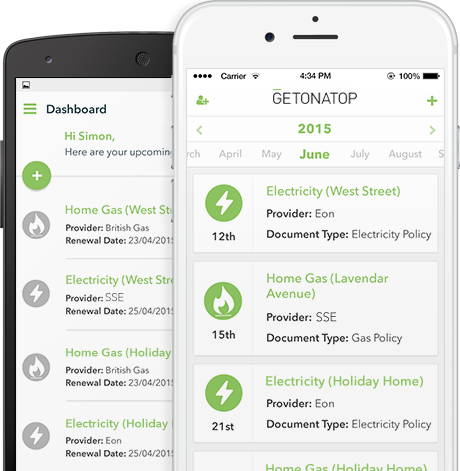 Dashboard
Hi Simon,
Here are your upcoming
+
Home Gas (West St
Provider: British Gas
Renewal Date: 23/04/2015
Electricity (West Stre
Provider: SSE
Renewal Date: 25/04/2015
Home Gas (Holiday
Provider: British Gas
Renewal Date: 23/04/2015
Electricity (Holiday
Provider: Eon
Renewal Date: 25/04/2015
Carrier 4:34 PM 100%
GETONATOP
+
< 2015 >
rch April May June July August S
Electricity (West Street)
Provider: Eon
12th
Document Type: Electricity Policy
Home Gas (Lavendar
Avenue)
Provider: SSE
15th
Document Type: Gas Policy
Electricity (Holiday Home)
Provider: Eon
21st
Document Type: Electricity Policy
Home Gas (Holiday Home)